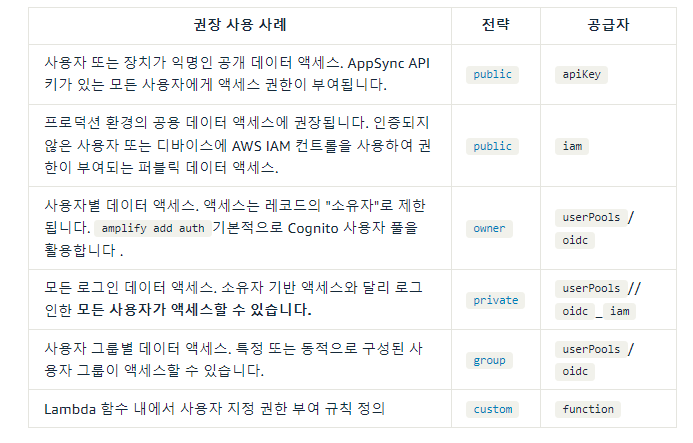 권장 사용 사례 전략 공급자
사용자 또는 장치가 익명인 공개 데이터 액세스. AppSync API
키가 있는 모든 사용자에게 액세스 권한이 부여됩니다.
public apiKey
프로덕션 환경의 공용 데이터 액세스에 권장됩니다. 인증되지
않은 사용자 또는 디바이스에 AWS IAM 컨트롤을 사용하여 권
한이 부여되는 퍼블릭 데이터 액세스.
public iam
사용자별 데이터 액세스. 액세스는 레코드의 "소유자"로 제한
됩니다. amplify add auth 기본적으로 Cognito 사용자 풀을
활용합니다 .
owner
userPools /
oidc
모든 로그인 데이터 액세스. 소유자 기반 액세스와 달리 로그
인한 모든 사용자가 액세스할 수 있습니다.
private
userPools //
oidc _ iam
사용자 그룹별 데이터 액세스. 특정 또는 동적으로 구성된 사
용자 그룹이 액세스할 수 있습니다.
group
userPools /
oidc
Lambda 함수 내에서 사용자 지정 권한 부여 규칙 정의 custom function